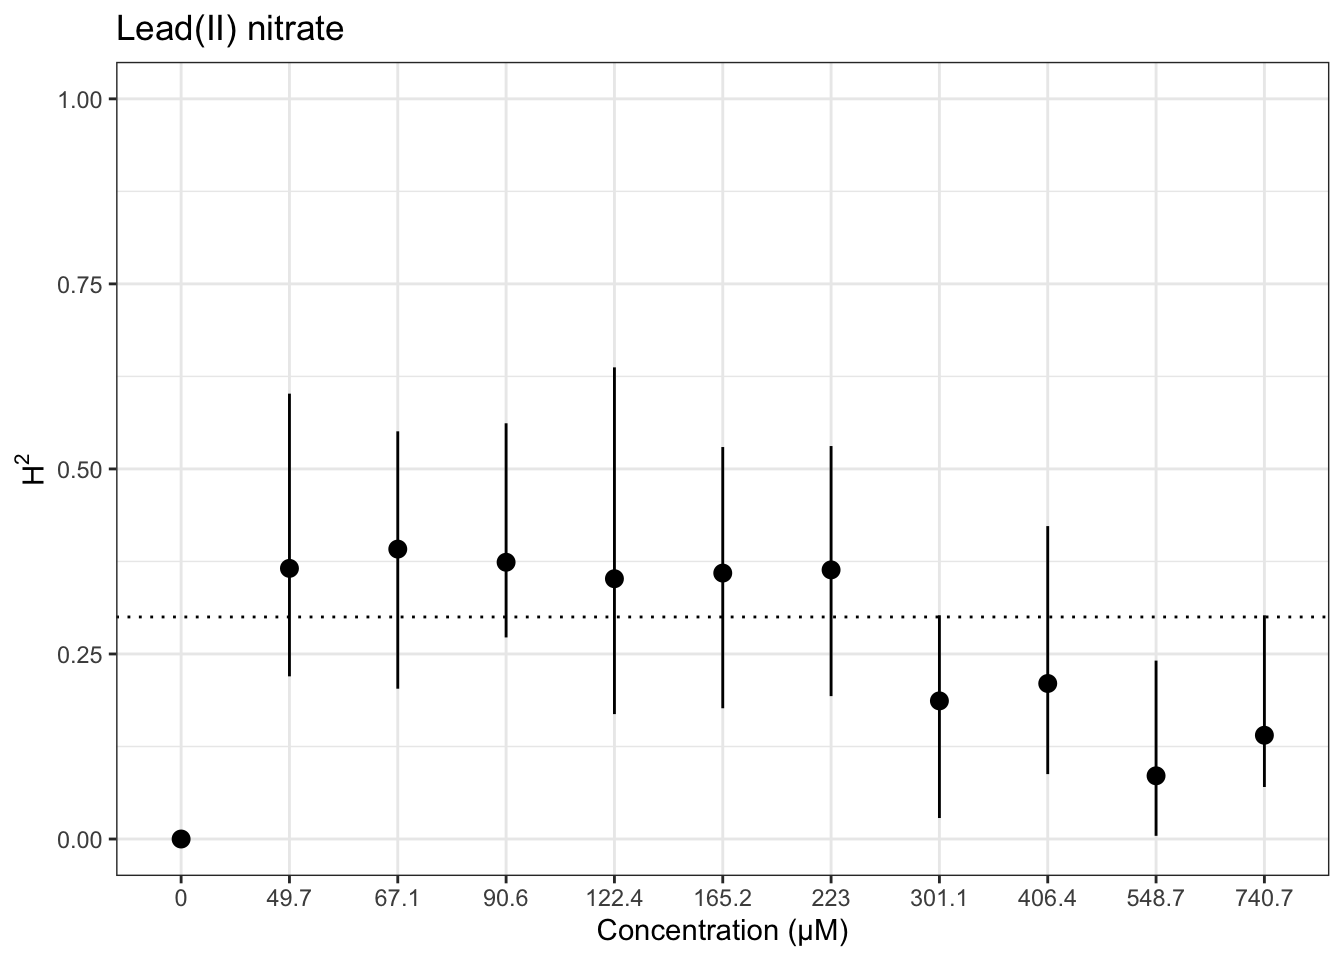 Lead(II) nitrate
1.00
0.75
0.50
0.25
0.00
H²
0 49.7 67.1 90.6 122.4 165.2 223 301.1 406.4 548.7 740.7
Concentration (µM)